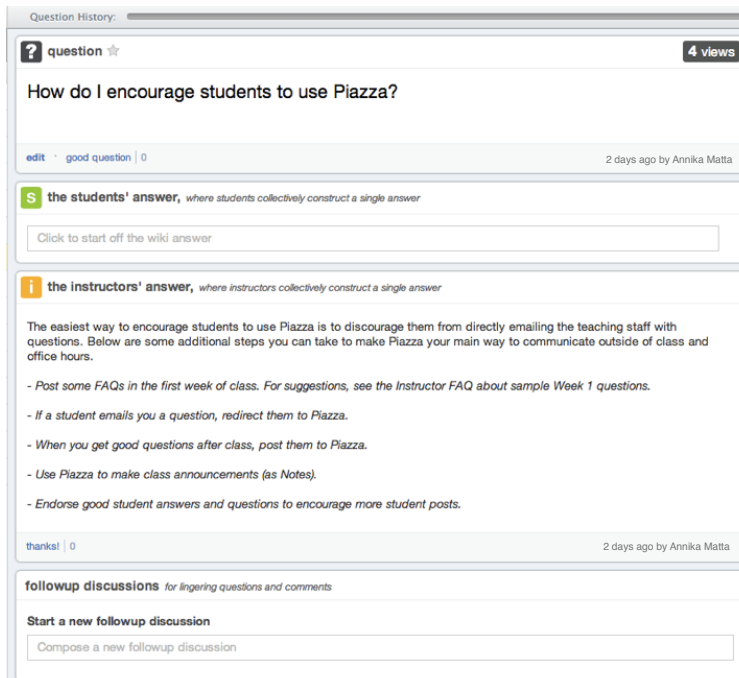 Question History:
? question
4 views
How do I encourage students to use Piazza?
edit · good question | 0
2 days ago by Annika Matta
S the students' answer, where students collectively construct a single answer
Click to start off the wiki answer
i the instructors' answer, where instructors collectively construct a single answer
The easiest way to encourage students to use Piazza is to discourage them from directly emailing the teaching staff with
questions. Below are some additional steps you can take to make Piazza your main way to communicate outside of class and
office hours.
- Post some FAQs in the first week of class. For suggestions, see the Instructor FAQ about sample Week 1 questions.
- If a student emails you a question, redirect them to Piazza.
- When you get good questions after class, post them to Piazza.
- Use Piazza to make class announcements (as Notes).
- Endorse good student answers and questions to encourage more student posts.
thanks! | 0
2 days ago by Annika Matta
followup discussions for lingering questions and comments
Start a new followup discussion
Compose a new followup discussion